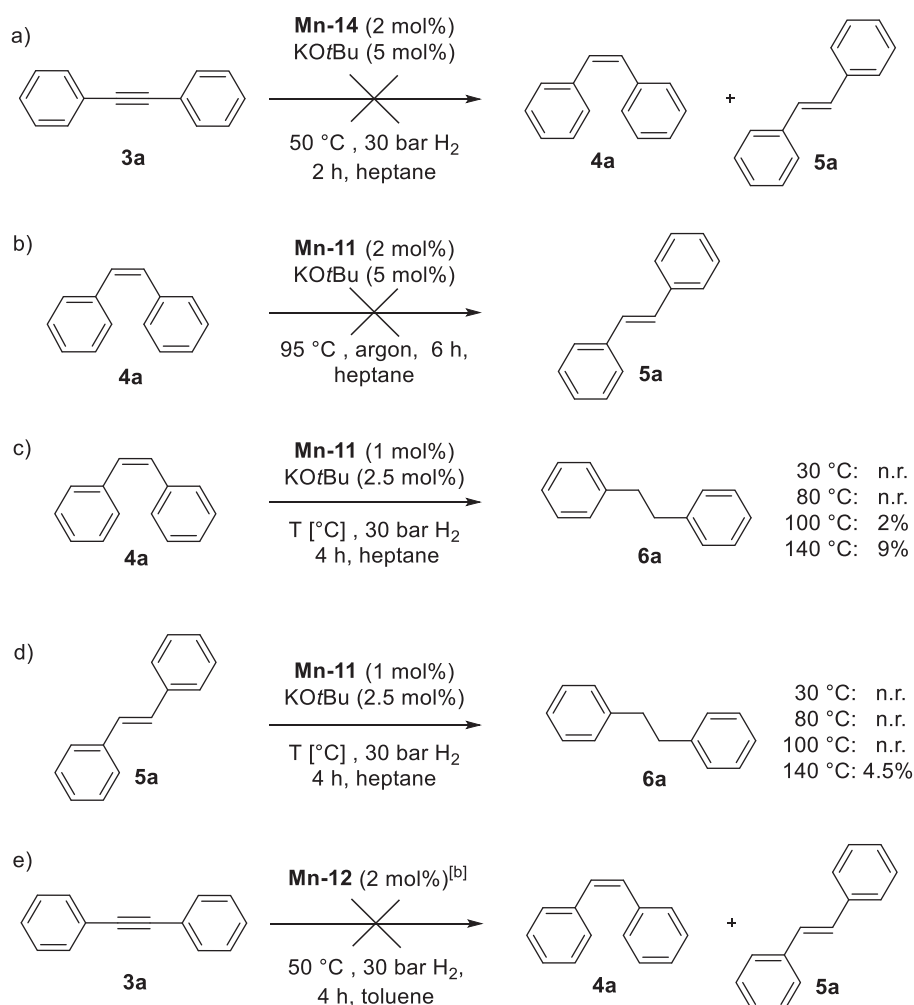 a)
Mn-14 (2 mol%)
KOtBu (5 mol%)
50 °C , 30 bar H2
2 h, heptane
3a
4a
+
5a
b)
Mn-11 (2 mol%)
KOtBu (5 mol%)
95 °C , argon, 6 h,
heptane
4a
5a
c)
Mn-11 (1 mol%)
KOtBu (2.5 mol%)
T [°C] , 30 bar H2
4 h, heptane
4a
6a
30 °C: n.r.
80 °C: n.r.
100 °C: 2%
140 °C: 9%
d)
Mn-11 (1 mol%)
KOtBu (2.5 mol%)
T [°C] , 30 bar H2
4 h, heptane
5a
6a
30 °C: n.r.
80 °C: n.r.
100 °C: n.r.
140 °C: 4.5%
e)
Mn-12 (2 mol%)[b]
50 °C , 30 bar H2,
4 h, toluene
3a
4a
+
5a